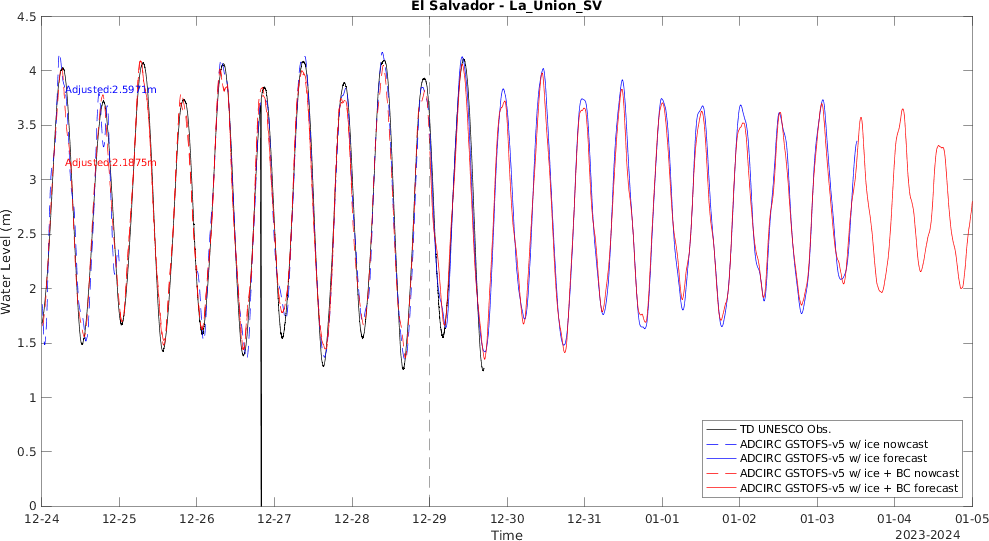 El Salvador - La_Union_SV
4.5
4
3.5
3
2.5
2
1.5
1
0.5
0
Water Level (m)
Adjusted:2.5971m
Adjusted:2.1875m
TD UNESCO Obs.
ADCIRC GSTOFS-v5 w/ ice nowcast
ADCIRC GSTOFS-v5 w/ ice forecast
ADCIRC GSTOFS-v5 w/ ice + BC nowcast
ADCIRC GSTOFS-v5 w/ ice + BC forecast
12-24 12-25 12-26 12-27 12-28 12-29 12-30 12-31 01-01 01-02 01-03 01-04 01-05
Time
2023-2024